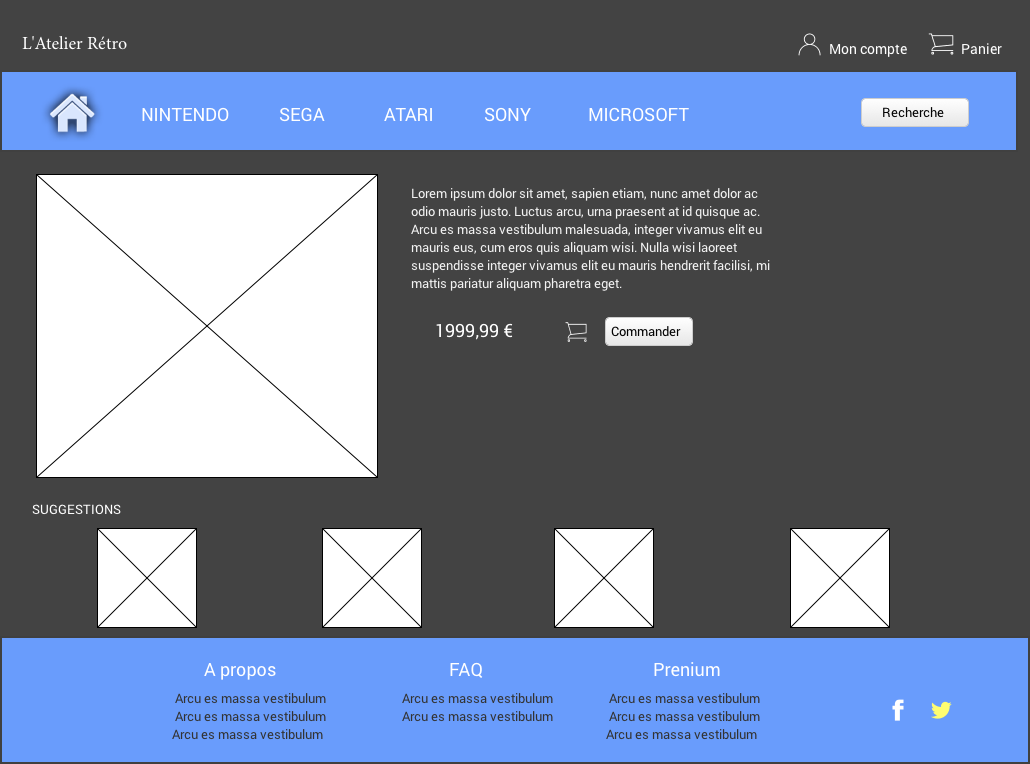 L'Atelier Rétro
Mon compte
Panier
NINTENDO
SEGA
ATARI
SONY
MICROSOFT
Recherche
Lorem ipsum dolor sit amet, sapien etiam, nunc amet dolor ac
odio mauris justo. Luctus arcu, urna praesent at id quisque ac.
Arcu es massa vestibulum malesuada, integer vivamus elit eu
mauris eus, cum eros quis aliquam wisi. Nulla wisi laoreet
suspendisse integer vivamus elit eu mauris hendrerit facilisi, mi
mattis pariatur aliquam pharetra eget.
1999,99 €
Commander
SUGGESTIONS
A propos
Arcu es massa vestibulum
Arcu es massa vestibulum
Arcu es massa vestibulum
FAQ
Arcu es massa vestibulum
Arcu es massa vestibulum
Prenium
Arcu es massa vestibulum
Arcu es massa vestibulum
Arcu es massa vestibulum